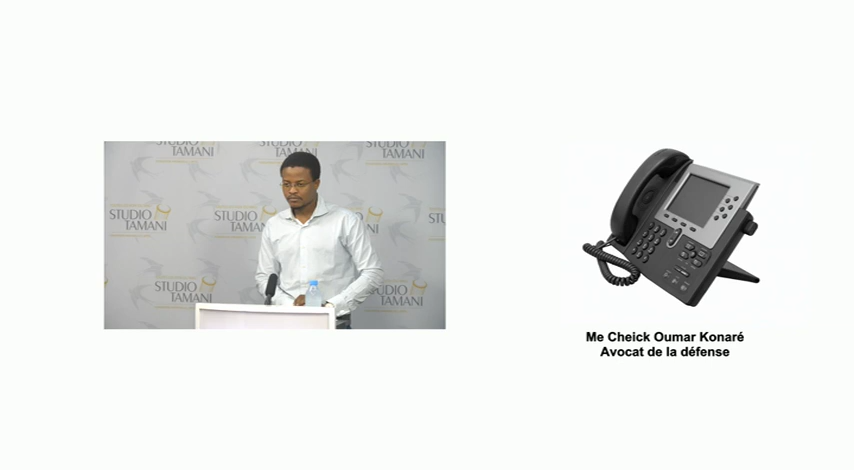 STUDIO
TAMANI
STUDIO
TAMANI
STUDIO
TAMANI
STUDIO
TAMANI
STUDIO
TAMANI
STUDIO
TAMANI
STUDIO
TAMANI
Me Cheick Oumar Konaré
Avocat de la défense